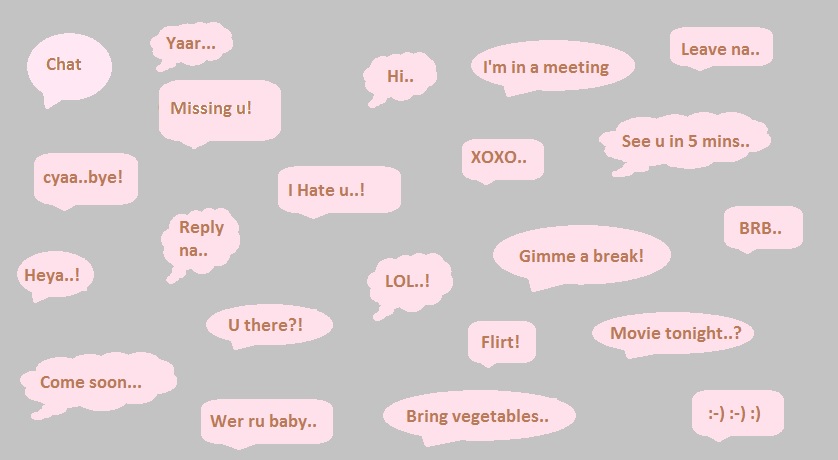 Chat
Yaar...
Hi..
I'm in a meeting
Leave na..
Missing u!
XOXO..
See u in 5 mins..
cyaa..bye!
I Hate u..!
Reply
na..
BRB..
Heya..!
LOL..!
Gimme a break!
U there?!
Flirt!
Movie tonight..?
Come soon...
Wer ru baby..
Bring vegetables..
:-) :-) :)